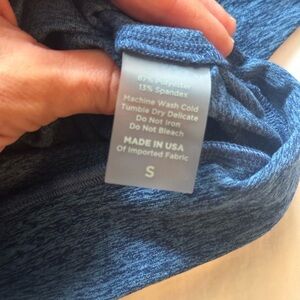 87% Polyester
13% Spandex
Machine Wash Cold
Tumble Dry Delicate
Do Not Iron
Do Not Bleach
MADE IN USA
Of Imported Fabric
S